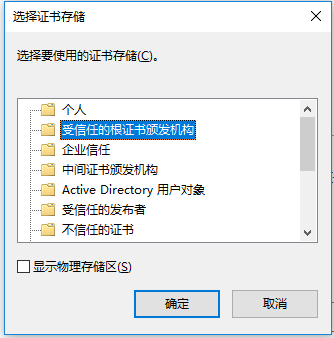 选择证书存储
选择要使用的证书存储(C)。
个人
受信任的根证书颁发机构
企业信任
中间证书颁发机构
Active Directory 用户对象
受信任的发布者
不信任的证书
显示物理存储区(S)
确定
取消